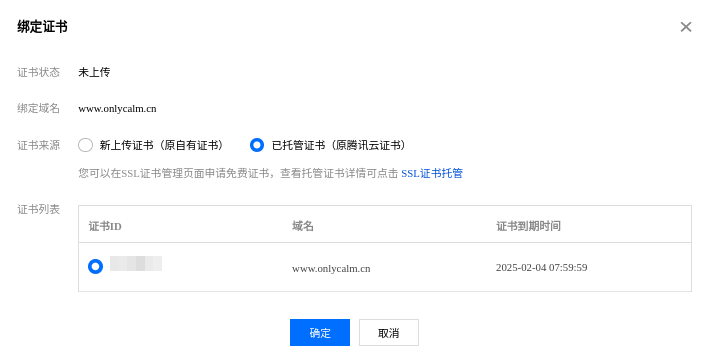 绑定证书
证书状态 未上传
绑定域名 www.onlycalm.cn
证书来源 新上传证书（原自有证书） 已托管证书（原腾讯云证书）
您可以在SSL证书管理页面申请免费证书，查看托管证书详情可点击 SSL证书托管
证书列表
证书ID 域名 证书到期时间
www.onlycalm.cn 2025-02-04 07:59:59
确定 取消